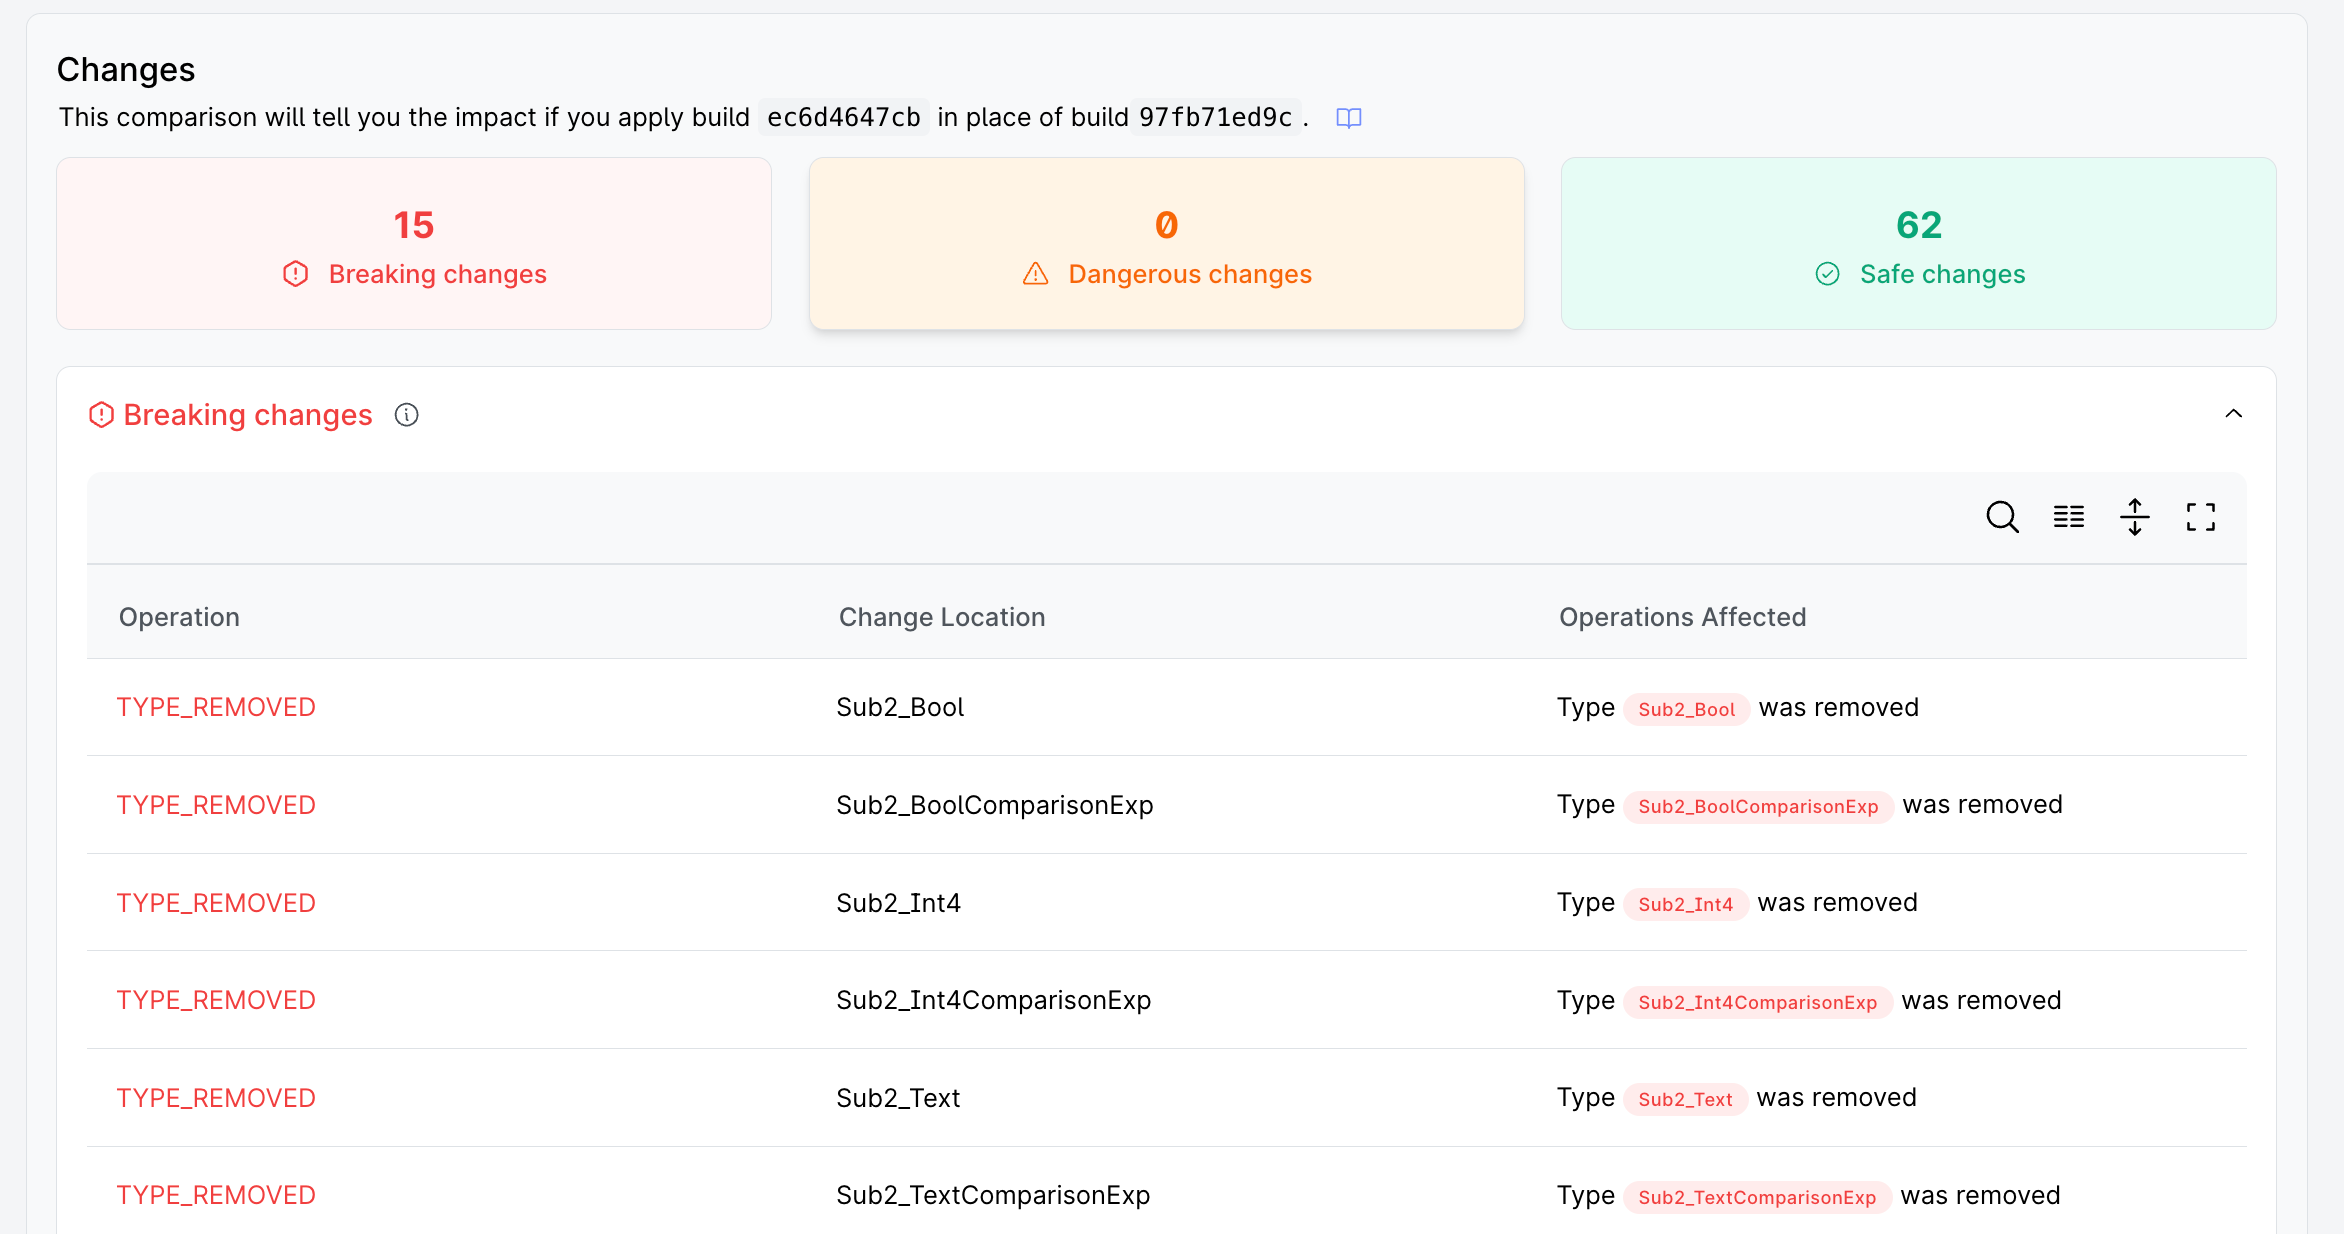 Changes
This comparison will tell you the impact if you apply build ec6d4647cb in place of build 97fb71ed9c .
15
Breaking changes
0
Dangerous changes
62
Safe changes
Breaking changes
Operation Change Location Operations Affected
TYPE_REMOVED Sub2_Bool Type Sub2_Bool was removed
TYPE_REMOVED Sub2_BoolComparisonExp Type Sub2_BoolComparisonExp was removed
TYPE_REMOVED Sub2_Int4 Type Sub2_Int4 was removed
TYPE_REMOVED Sub2_Int4ComparisonExp Type Sub2_Int4ComparisonExp was removed
TYPE_REMOVED Sub2_Text Type Sub2_Text was removed
TYPE_REMOVED Sub2_TextComparisonExp Type Sub2_TextComparisonExp was removed